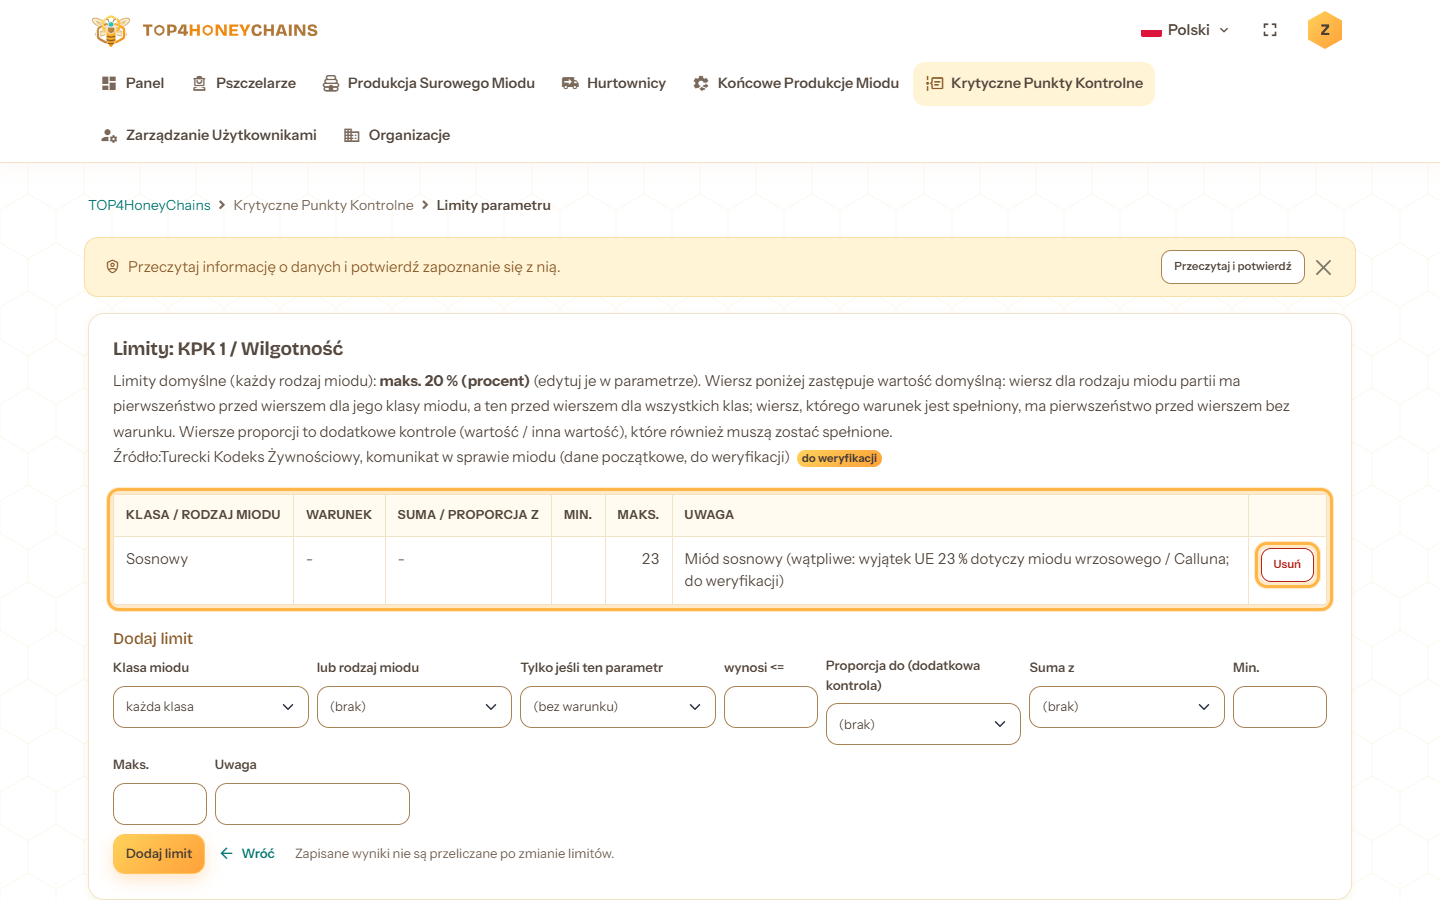 TOP4HONEYCHAINS
Polski
Z
Panel
Pszczelarze
Produkcja Surowego Miodu
Hurtownicy
Końcowe Produkcje Miodu
Krytyczne Punkty Kontrolne
Zarządzanie Użytkownikami
Organizacje
TOP4HoneyChains > Krytyczne Punkty Kontrolne > Limity parametru
Przeczytaj informację o danych i potwierdź zapoznanie się z nią.
Przeczytaj i potwierdź
Limity: KPK 1 / Wilgotność
Limity domyślne (każdy rodzaj miodu): maks. 20 % (procent) (edytuj je w parametrze). Wiersz poniżej zastępuje wartość domyślną: wiersz dla rodzaju miodu partii ma
pierwszeństwo przed wierszem dla jego klasy miodu, a ten przed wierszem dla wszystkich klas; wiersz, którego warunek jest spełniony, ma pierwszeństwo przed wierszem bez
warunku. Wiersze proporcji to dodatkowe kontrole (wartość / inna wartość), które również muszą zostać spełnione.
Źródło:Turecki Kodeks Żywnościowy, komunikat w sprawie miodu (dane początkowe, do weryfikacji) do weryfikacji
KLASA / RODZAJ MIODU WARUNEK SUMA / PROPORCJA Z MIN. MAKS. UWAGA
Sosnowy - - 23 Miód sosnowy (wątpliwe: wyjątek UE 23 % dotyczy miodu wrzosowego / Calluna;
do weryfikacji)
Usuń
Dodaj limit
Klasa miodu
każda klasa
lub rodzaj miodu
(brak)
Tylko jeśli ten parametr
(bez warunku)
wynosi <=
Proporcja do (dodatkowa
kontrola)
(brak)
Suma z
(brak)
Min.
Maks.
Uwaga
Dodaj limit
Wróć
Zapisane wyniki nie są przeliczane po zmianie limitów.